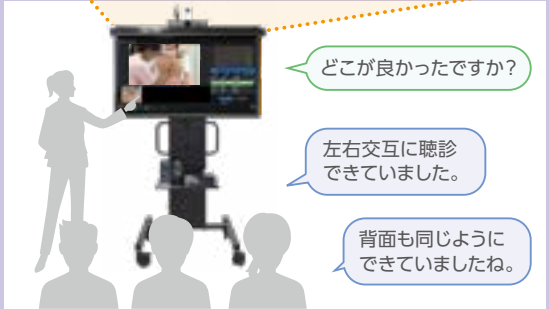 どこが良かったですか？
左右交互に聴診
できていました。
背面も同じように
できていましたね。